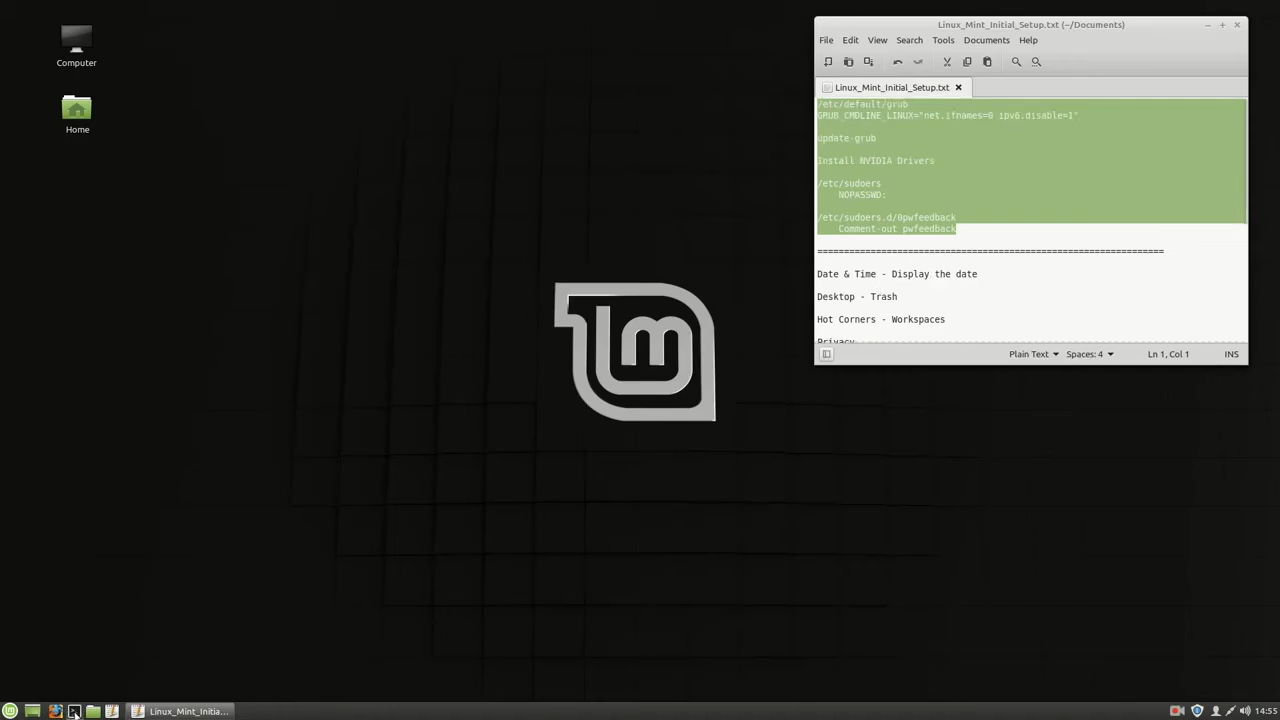 Computer
Home
Linux_Mint_Initial_Setup.txt (~/Documents)
File Edit View Search Tools Documents Help
Linux_Mint_Initial_Setup.txt
/etc/default/grub
GRUB_CMDLINE_LINUX="net.ifnames=0 ipv6.disable=1"
update-grub
Install NVIDIA Drivers
/etc/sudoers
NOPASSWD:
/etc/sudoers.d/0pwfeedback
Comment-out pwfeedback
=================================================================
Date & Time - Display the date
Desktop - Trash
Hot Corners - Workspaces
Privacy
Plain Text Spaces: 4 Ln 1, Col 1 INS
lm
Linux_Mint_Initia... 14:55